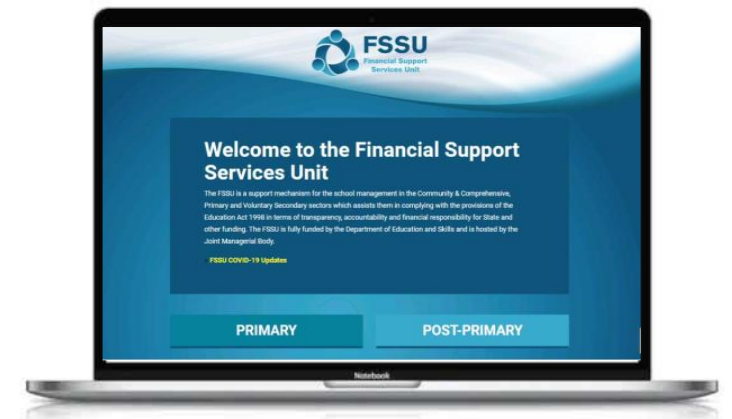 FSSU
Financial Support
Services Unit
Welcome to the Financial Support
Services Unit
The FSSU is a support mechanism for the school management in the Community & Comprehensive,
Primary and Voluntary Secondary sectors which assists them in complying with the provisions of the
Education Act 1998 in terms of transparency, accountability and financial responsibility for State and
other funding. The FSSU is fully funded by the Department of Education and Skills and is hosted by the
Joint Managerial Body.
FSSU COVID-19 Updates
PRIMARY
POST-PRIMARY
Notebook